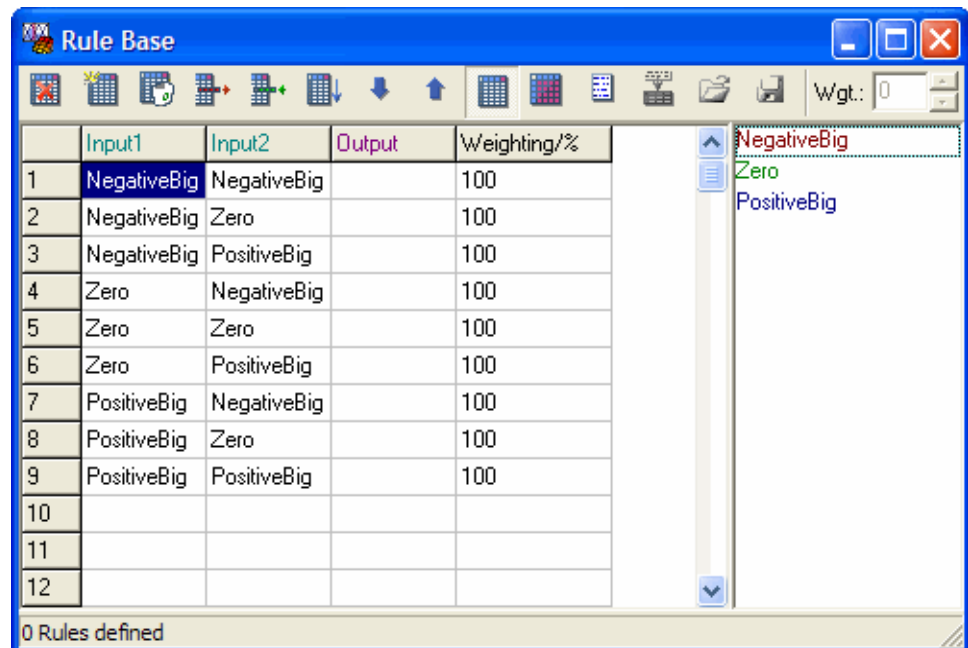 Rule Base
Wgt.: 0
Input1 Input2 Output Weighting/%
1 NegativeBig NegativeBig 100
2 NegativeBig Zero 100
3 NegativeBig PositiveBig 100
4 Zero NegativeBig 100
5 Zero Zero 100
6 Zero PositiveBig 100
7 PositiveBig NegativeBig 100
8 PositiveBig Zero 100
9 PositiveBig PositiveBig 100
10
11
12
NegativeBig
Zero
PositiveBig
0 Rules defined